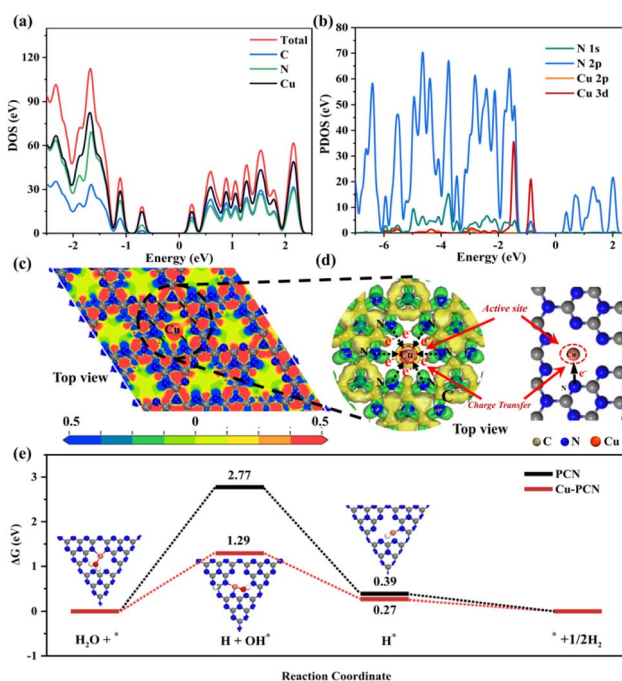 (a)
Total
C
N
Cu
DOS (eV)
135
120
90
60
30
0
-2
-1
0
1
2
Energy (eV)
(b)
N 1s
N 2p
Cu 2p
Cu 3d
PDOS (eV)
80
70
60
50
40
30
20
10
0
-6
-4
-2
0
2
Energy (eV)
(c)
Cu
Top view
0.5
0
0.5
(d)
N
N
e⁻
N
N
Cu
e⁻
e⁻
N
N
C
Top view
Active site
Charge Transfer
Cu
e⁻
N
C
N
Cu
(e)
PCN
Cu-PCN
ΔG (eV)
3
2
1
0
-1
2.77
1.29
0.39
0.27
H₂O + *
H + OH*
H*
* +1/2H₂
Reaction Coordinate